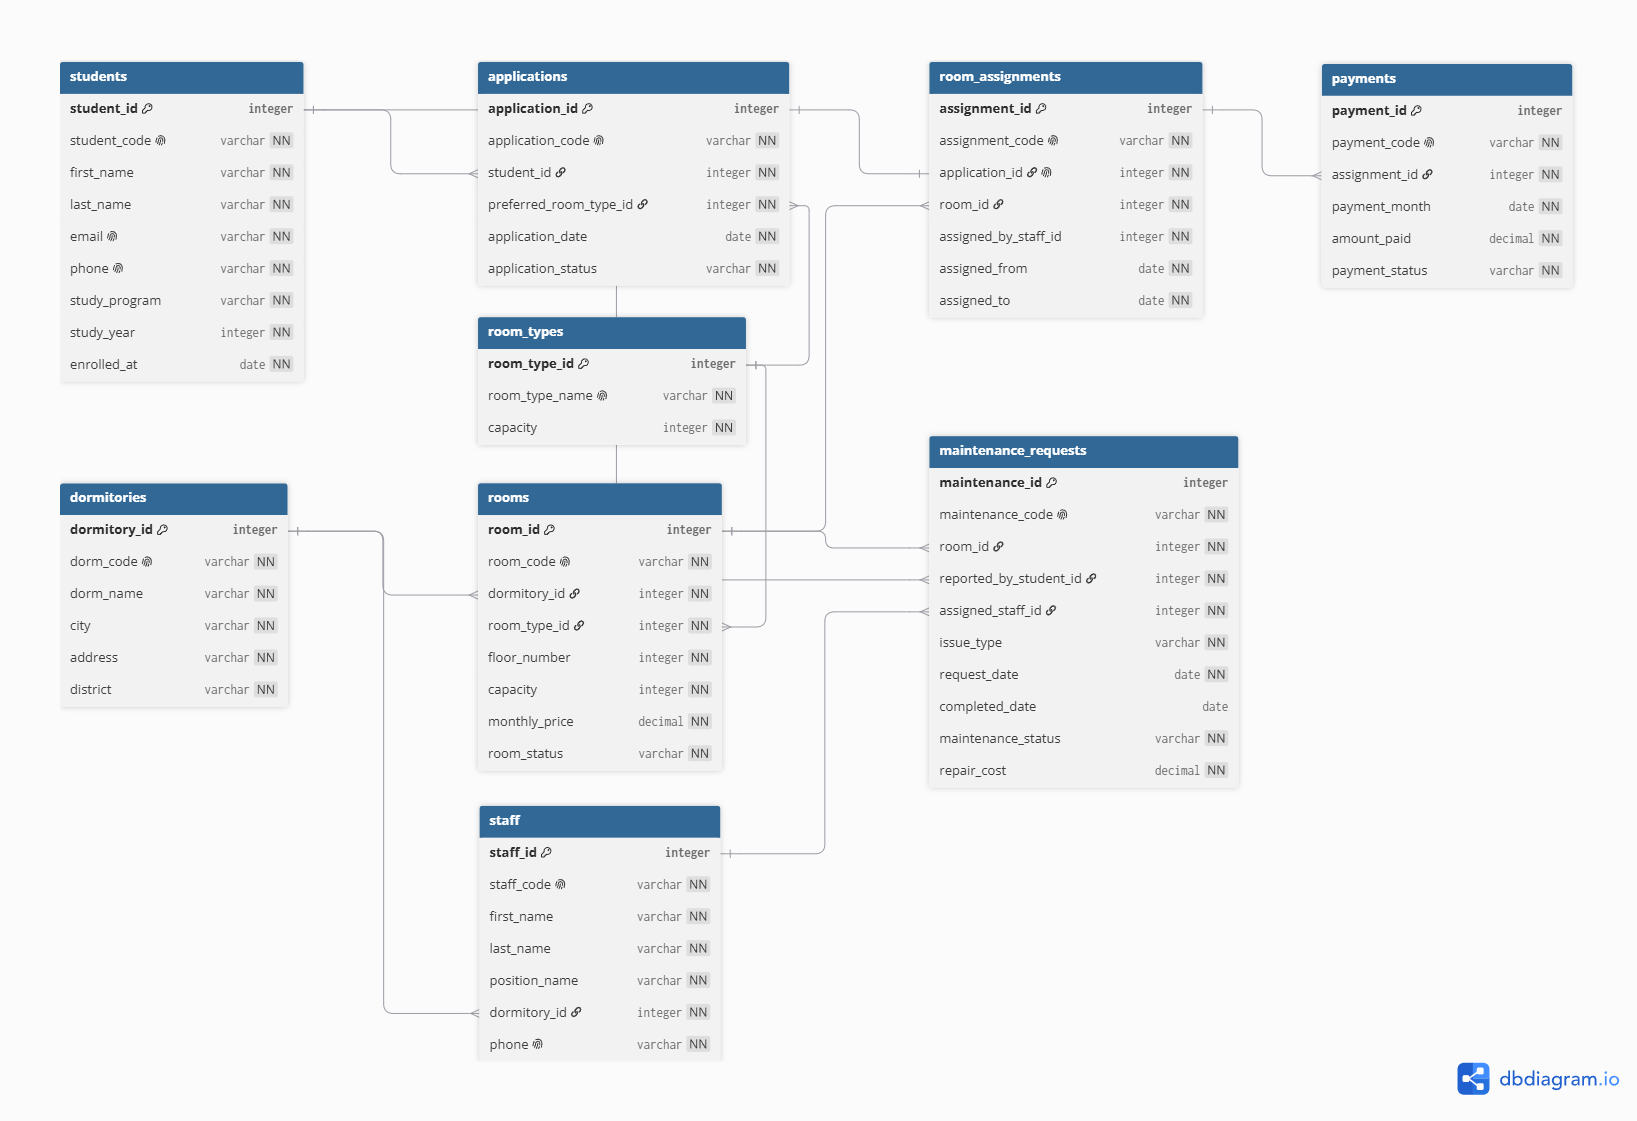 students
student_id integer
student_code varchar NN
first_name varchar NN
last_name varchar NN
email varchar NN
phone varchar NN
study_program varchar NN
study_year integer NN
enrolled_at date NN
applications
application_id integer
application_code varchar NN
student_id integer NN
preferred_room_type_id integer NN
application_date date NN
application_status varchar NN
room_assignments
assignment_id integer
assignment_code varchar NN
application_id integer NN
room_id integer NN
assigned_by_staff_id integer NN
assigned_from date NN
assigned_to date NN
payments
payment_id integer
payment_code varchar NN
assignment_id integer NN
payment_month date NN
amount_paid decimal NN
payment_status varchar NN
room_types
room_type_id integer
room_type_name varchar NN
capacity integer NN
dormitories
dormitory_id integer
dorm_code varchar NN
dorm_name varchar NN
city varchar NN
address varchar NN
district varchar NN
rooms
room_id integer
room_code varchar NN
dormitory_id integer NN
room_type_id integer NN
floor_number integer NN
capacity integer NN
monthly_price decimal NN
room_status varchar NN
maintenance_requests
maintenance_id integer
maintenance_code varchar NN
room_id integer NN
reported_by_student_id integer NN
assigned_staff_id integer NN
issue_type varchar NN
request_date date NN
completed_date date
maintenance_status varchar NN
repair_cost decimal NN
staff
staff_id integer
staff_code varchar NN
first_name varchar NN
last_name varchar NN
position_name varchar NN
dormitory_id integer NN
phone varchar NN
dbdiagram.io